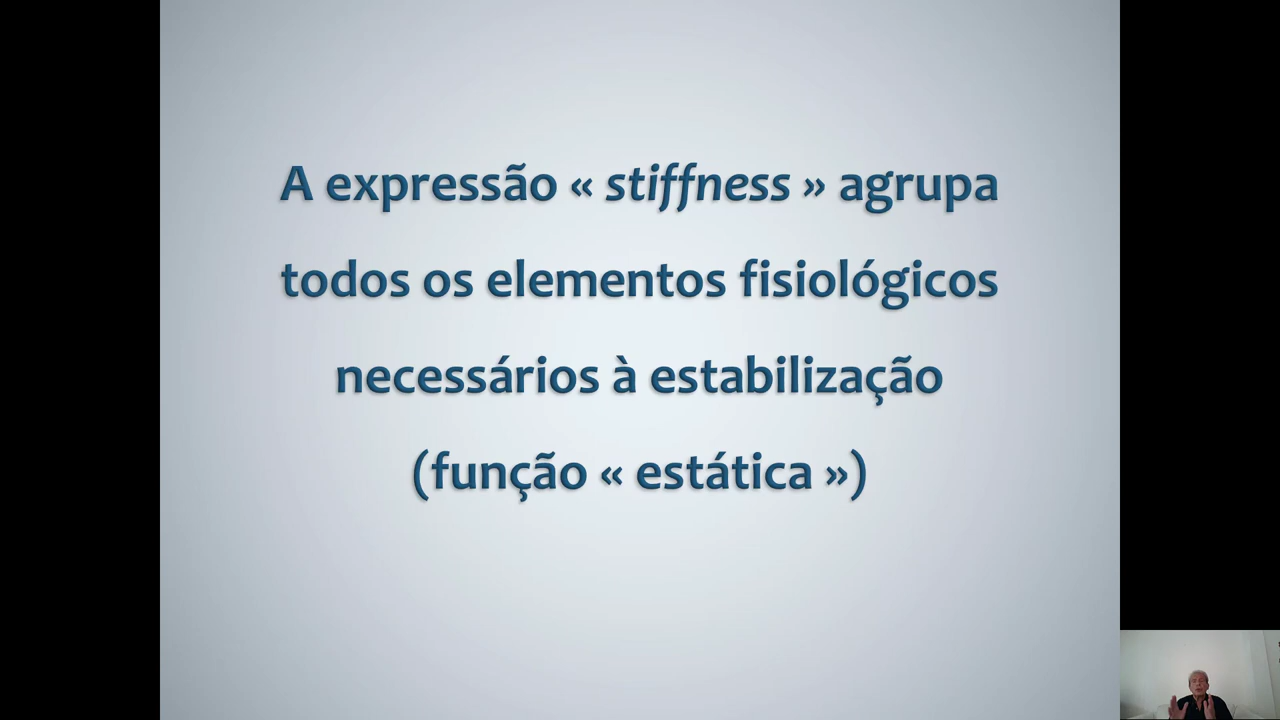 A expressão « stiffness » agrupa
todos os elementos fisiológicos
necessários à estabilização
(função « estática »)